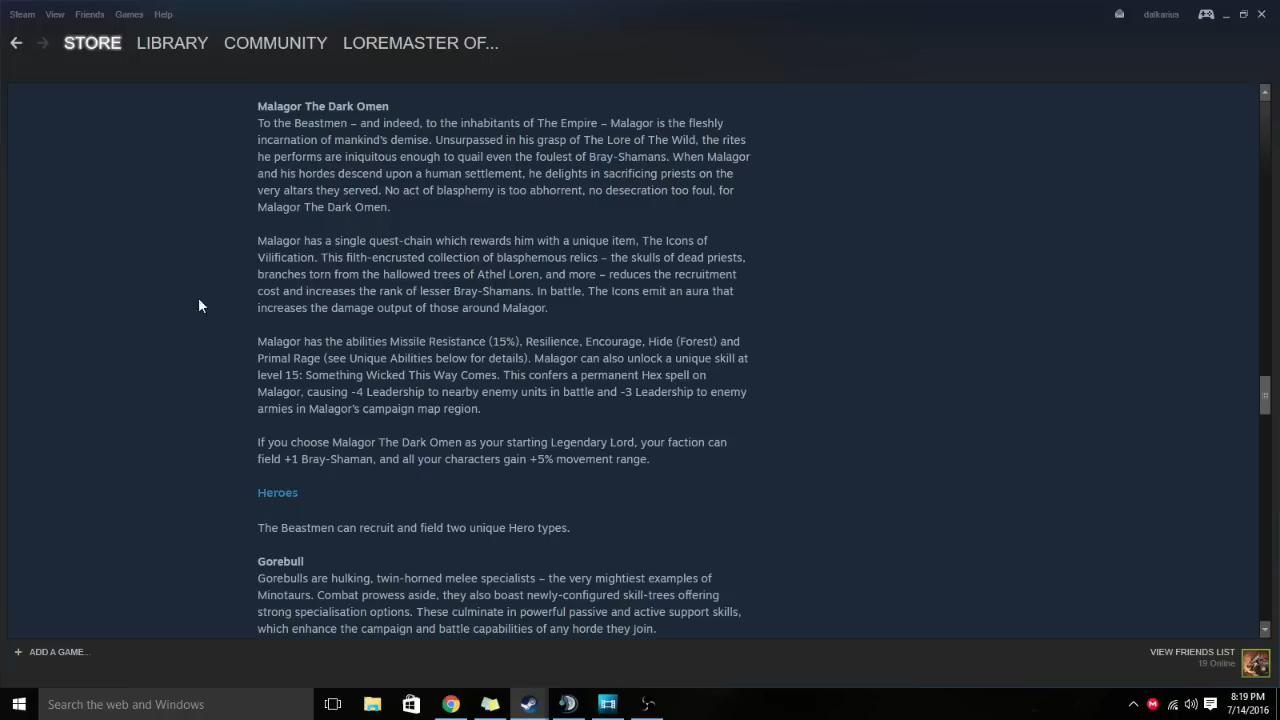 Steam View Friends Games Help dalkarius
STORE LIBRARY COMMUNITY LOREMASTER OF...
Malagor The Dark Omen
To the Beastmen – and indeed, to the inhabitants of The Empire – Malagor is the fleshly
incarnation of mankind's demise. Unsurpassed in his grasp of The Lore of The Wild, the rites
he performs are iniquitous enough to quail even the foulest of Bray-Shamans. When Malagor
and his hordes descend upon a human settlement, he delights in sacrificing priests on the
very altars they served. No act of blasphemy is too abhorrent, no desecration too foul, for
Malagor The Dark Omen.
Malagor has a single quest-chain which rewards him with a unique item, The Icons of
Vilification. This filth-encrusted collection of blasphemous relics – the skulls of dead priests,
branches torn from the hallowed trees of Athel Loren, and more – reduces the recruitment
cost and increases the rank of lesser Bray-Shamans. In battle, The Icons emit an aura that
increases the damage output of those around Malagor.
Malagor has the abilities Missile Resistance (15%), Resilience, Encourage, Hide (Forest) and
Primal Rage (see Unique Abilities below for details). Malagor can also unlock a unique skill at
level 15: Something Wicked This Way Comes. This confers a permanent Hex spell on
Malagor, causing -4 Leadership to nearby enemy units in battle and -3 Leadership to enemy
armies in Malagor's campaign map region.
If you choose Malagor The Dark Omen as your starting Legendary Lord, your faction can
field +1 Bray-Shaman, and all your characters gain +5% movement range.
Heroes
The Beastmen can recruit and field two unique Hero types.
Gorebull
Gorebulls are hulking, twin-horned melee specialists – the very mightiest examples of
Minotaurs. Combat prowess aside, they also boast newly-configured skill-trees offering
strong specialisation options. These culminate in powerful passive and active support skills,
which enhance the campaign and battle capabilities of any horde they join.
+ ADD A GAME... VIEW FRIENDS LIST
19 Online
Search the web and Windows
8:19 PM
7/14/2016